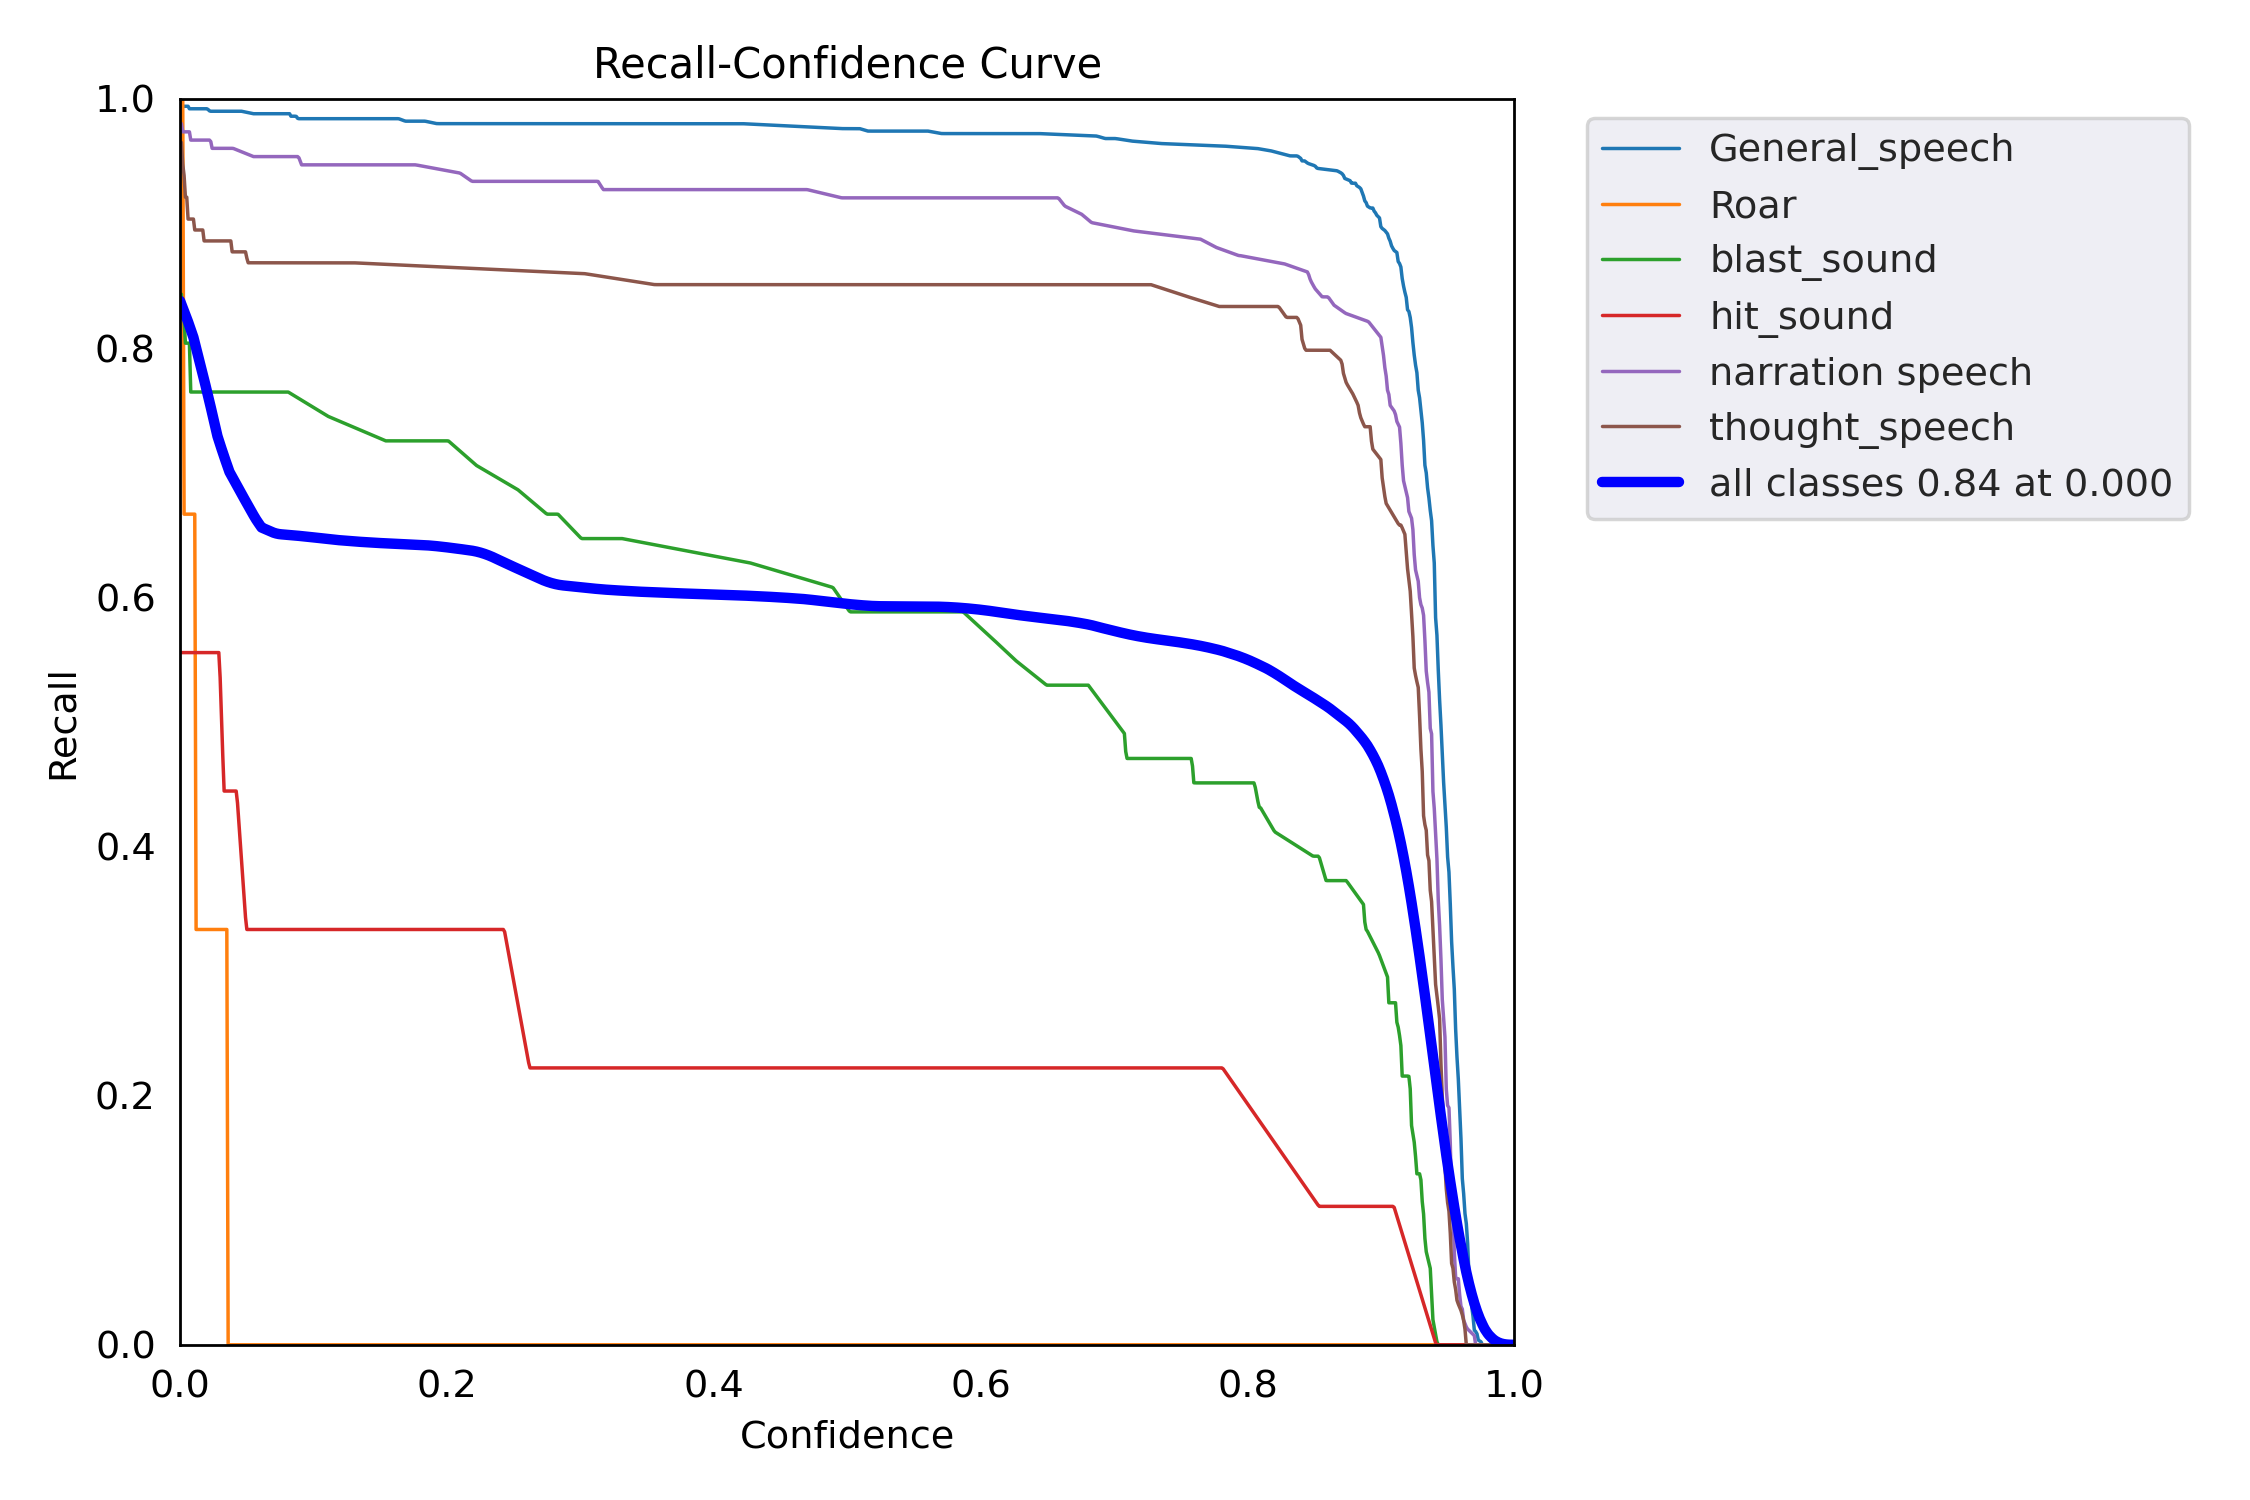 Recall-Confidence Curve
1.0
0.8
0.6
0.4
0.2
0.0
Recall
0.0 0.2 0.4 0.6 0.8 1.0
Confidence
General_speech
Roar
blast_sound
hit_sound
narration speech
thought_speech
all classes 0.84 at 0.000